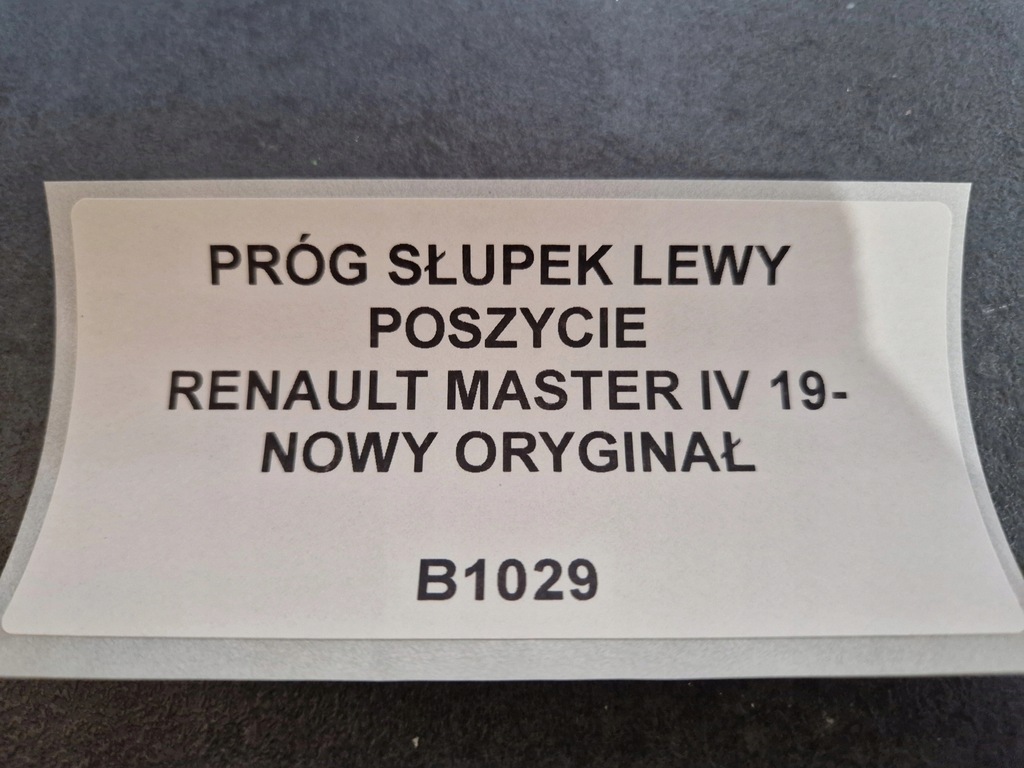 PRÓG SŁUPEK LEWY
POSZYCIE
RENAULT MASTER IV 19-
NOWY ORYGINAŁ
B1029